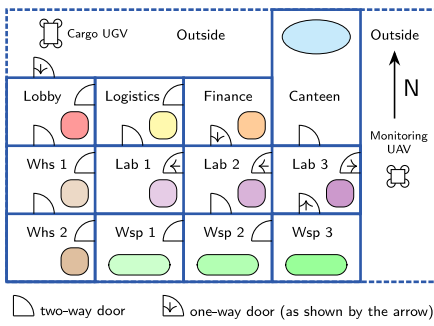 Cargo UGV
Outside
Outside
N
Lobby
Logistics
Finance
Canteen
Monitoring
UAV
Whs 1
Lab 1
Lab 2
Lab 3
Whs 2
Wsp 1
Wsp 2
Wsp 3
two-way door
one-way door (as shown by the arrow)